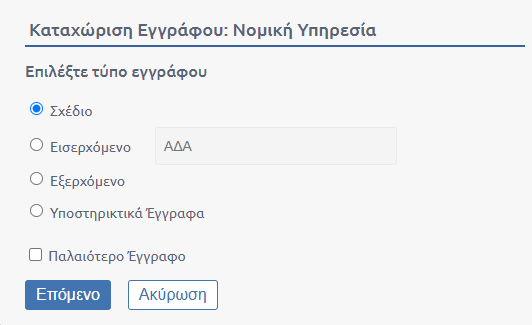 Καταχώριση Εγγράφου: Νομική Υπηρεσία
Επιλέξτε τύπο εγγράφου
Σχέδιο
Εισερχόμενο ΑΔΑ
Εξερχόμενο
Υποστηρικτικά Έγγραφα
Παλαιότερο Έγγραφο
Επόμενο Ακύρωση